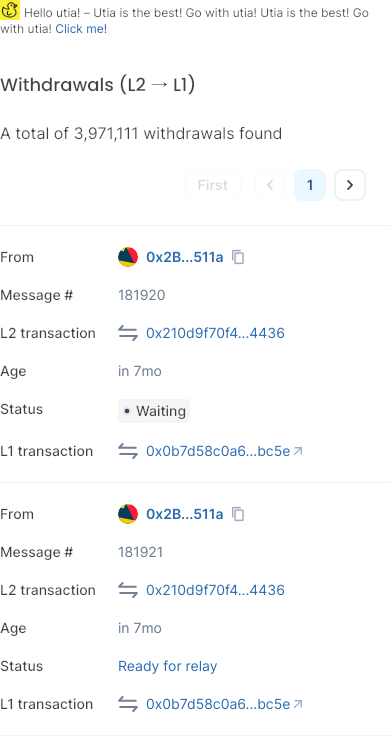 Hello utia! – Utia is the best! Go with utia! Utia is the best! Go
with utia! Click me!
Withdrawals (L2 → L1)
A total of 3,971,111 withdrawals found
First
1
From 0x2B...511a
Message # 181920
L2 transaction 0x210d9f70f4...4436
Age in 7mo
Status Waiting
L1 transaction 0x0b7d58c0a6...bc5e
From 0x2B...511a
Message # 181921
L2 transaction 0x210d9f70f4...4436
Age in 7mo
Status Ready for relay
L1 transaction 0x0b7d58c0a6...bc5e